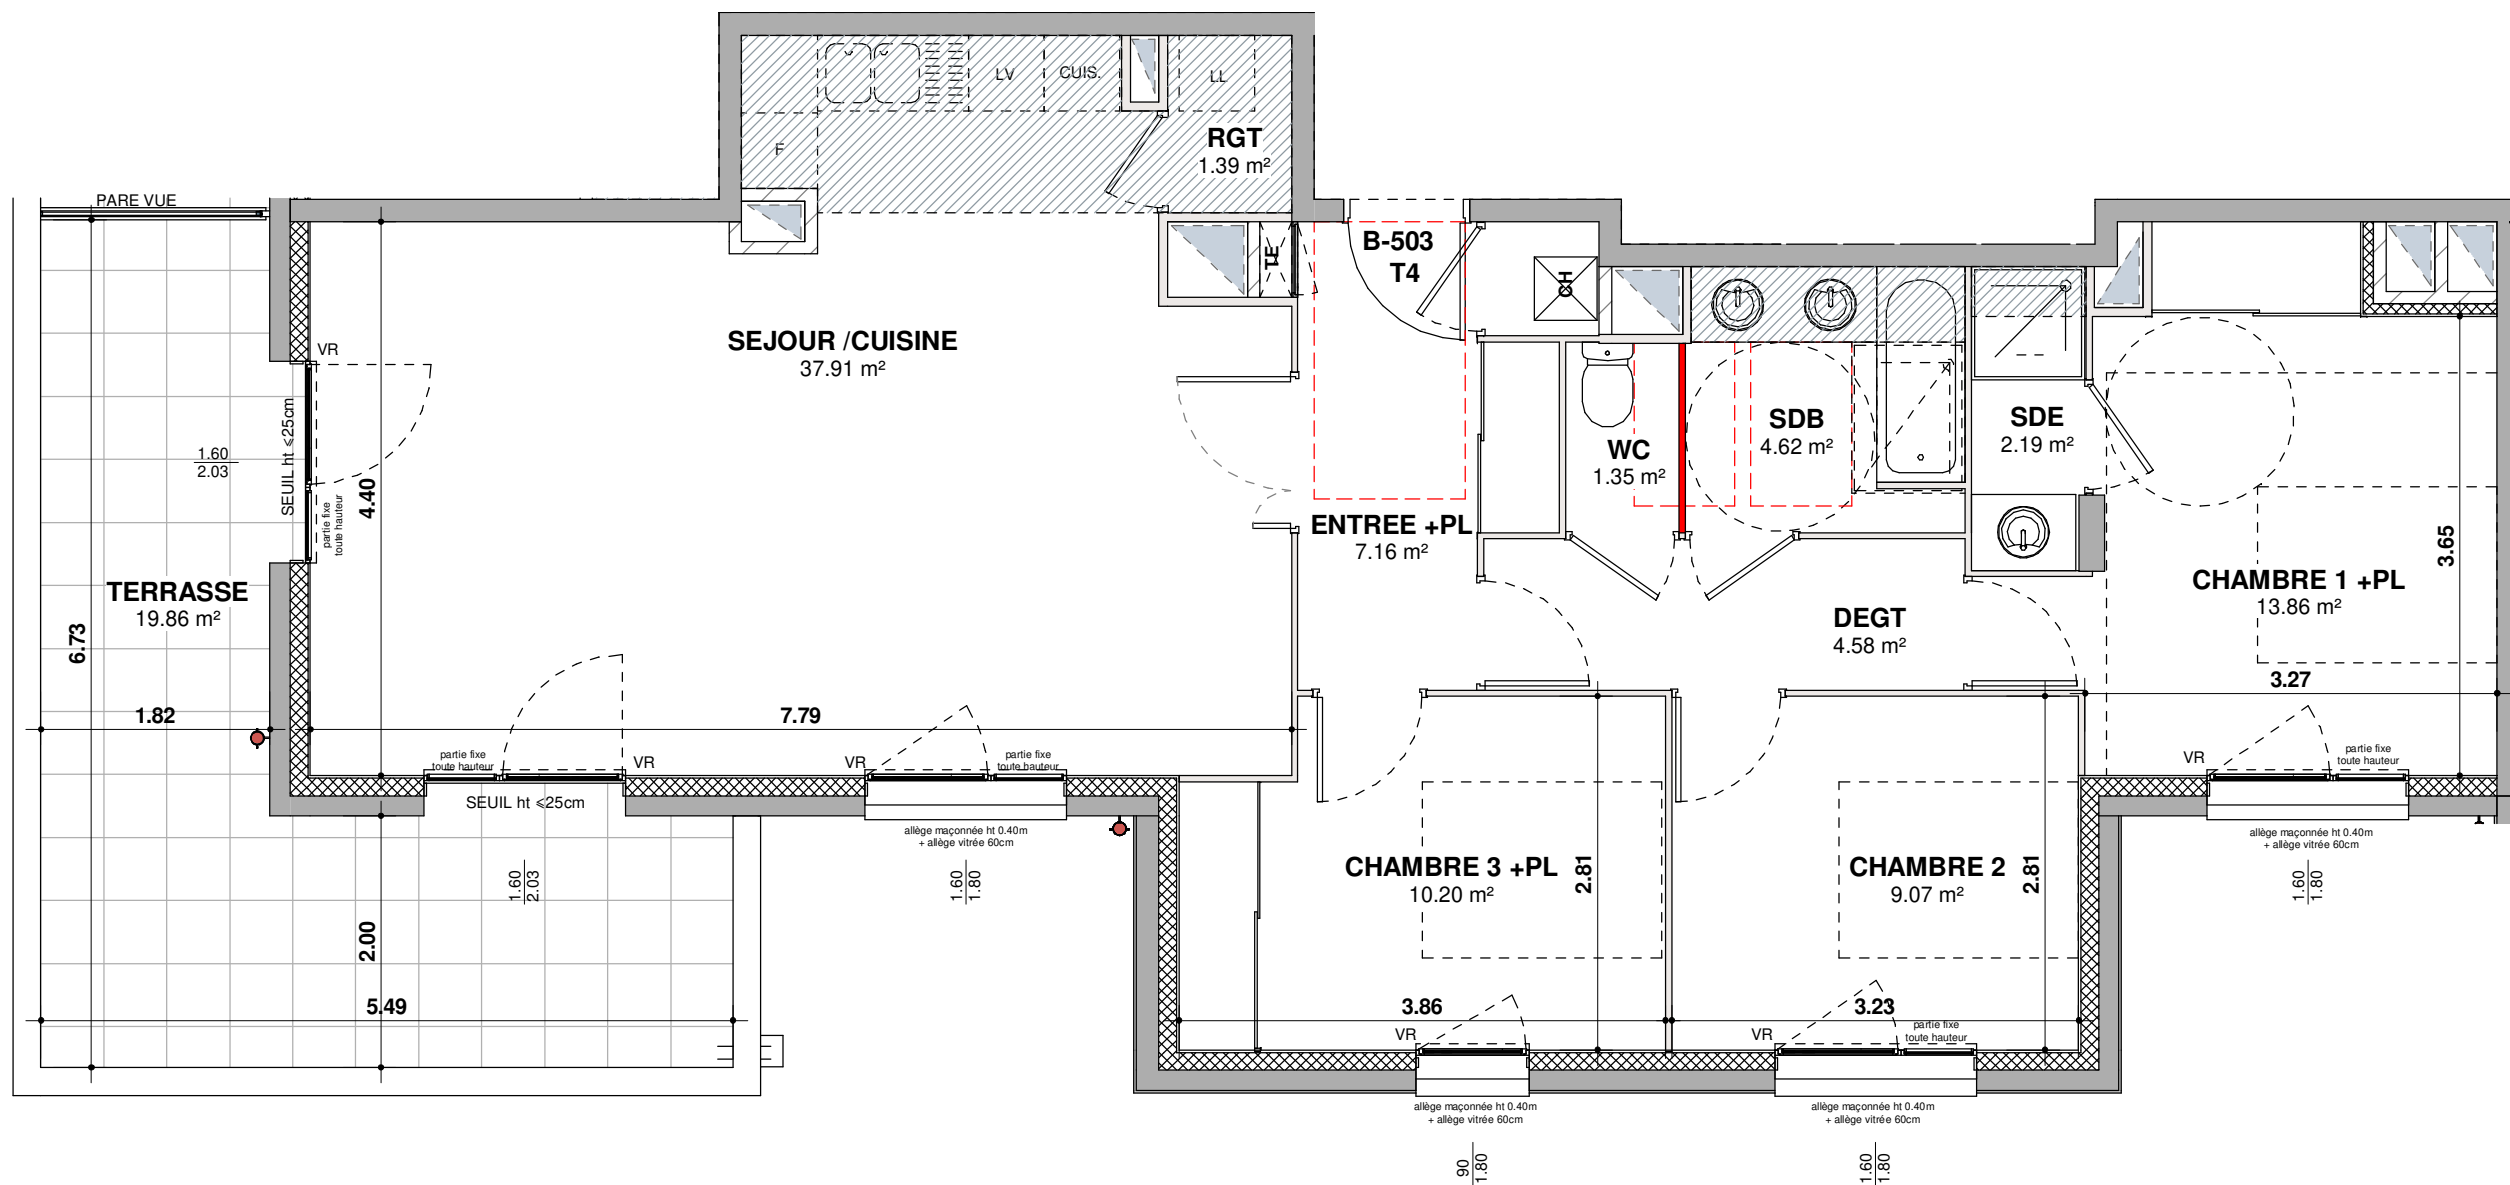 LV
CUIS.
LL
F
RGT
1.39 m²
PARE VUE
B-503
T4
TE
CH
SEJOUR /CUISINE
37.91 m²
VR
SEUIL ht ⩽25cm
1.60
2.03
partie fixe
toute hauteur
4.40
WC
1.35 m²
SDB
4.62 m²
SDE
2.19 m²
ENTREE +PL
7.16 m²
3.65
CHAMBRE 1 +PL
13.86 m²
TERRASSE
19.86 m²
6.73
DEGT
4.58 m²
3.27
1.82
7.79
partie fixe
toute hauteur
VR
VR
partie fixe
toute hauteur
VR
partie fixe
toute hauteur
SEUIL ht ⩽25cm
allège maçonnée ht 0.40m
+ allège vitrée 60cm
allège maçonnée ht 0.40m
+ allège vitrée 60cm
1.60
2.03
1.60
1.80
1.60
1.80
CHAMBRE 3 +PL
10.20 m²
2.81
CHAMBRE 2
9.07 m²
2.81
2.00
5.49
3.86
3.23
VR
VR
partie fixe
toute hauteur
allège maçonnée ht 0.40m
+ allège vitrée 60cm
allège maçonnée ht 0.40m
+ allège vitrée 60cm
90
1.80
1.60
1.80